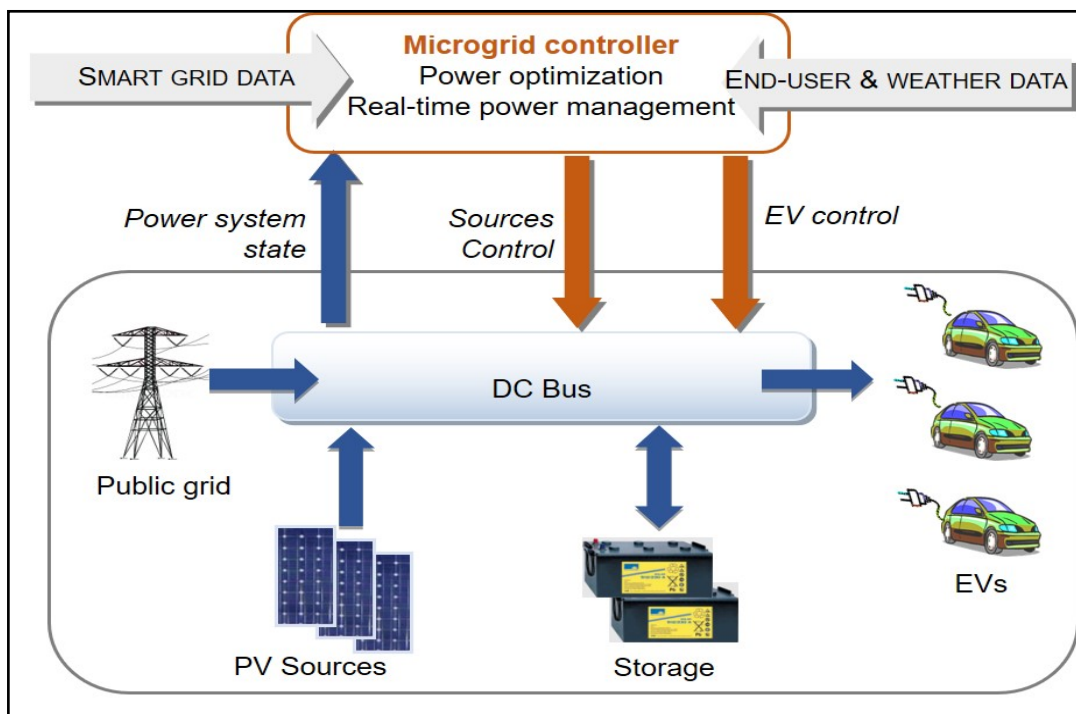 Microgrid controller
SMART GRID DATA
Power optimization
Real-time power management
END-USER & WEATHER DATA
Power system
state
Sources
Control
EV control
DC Bus
Public grid
PV Sources
Storage
EVs